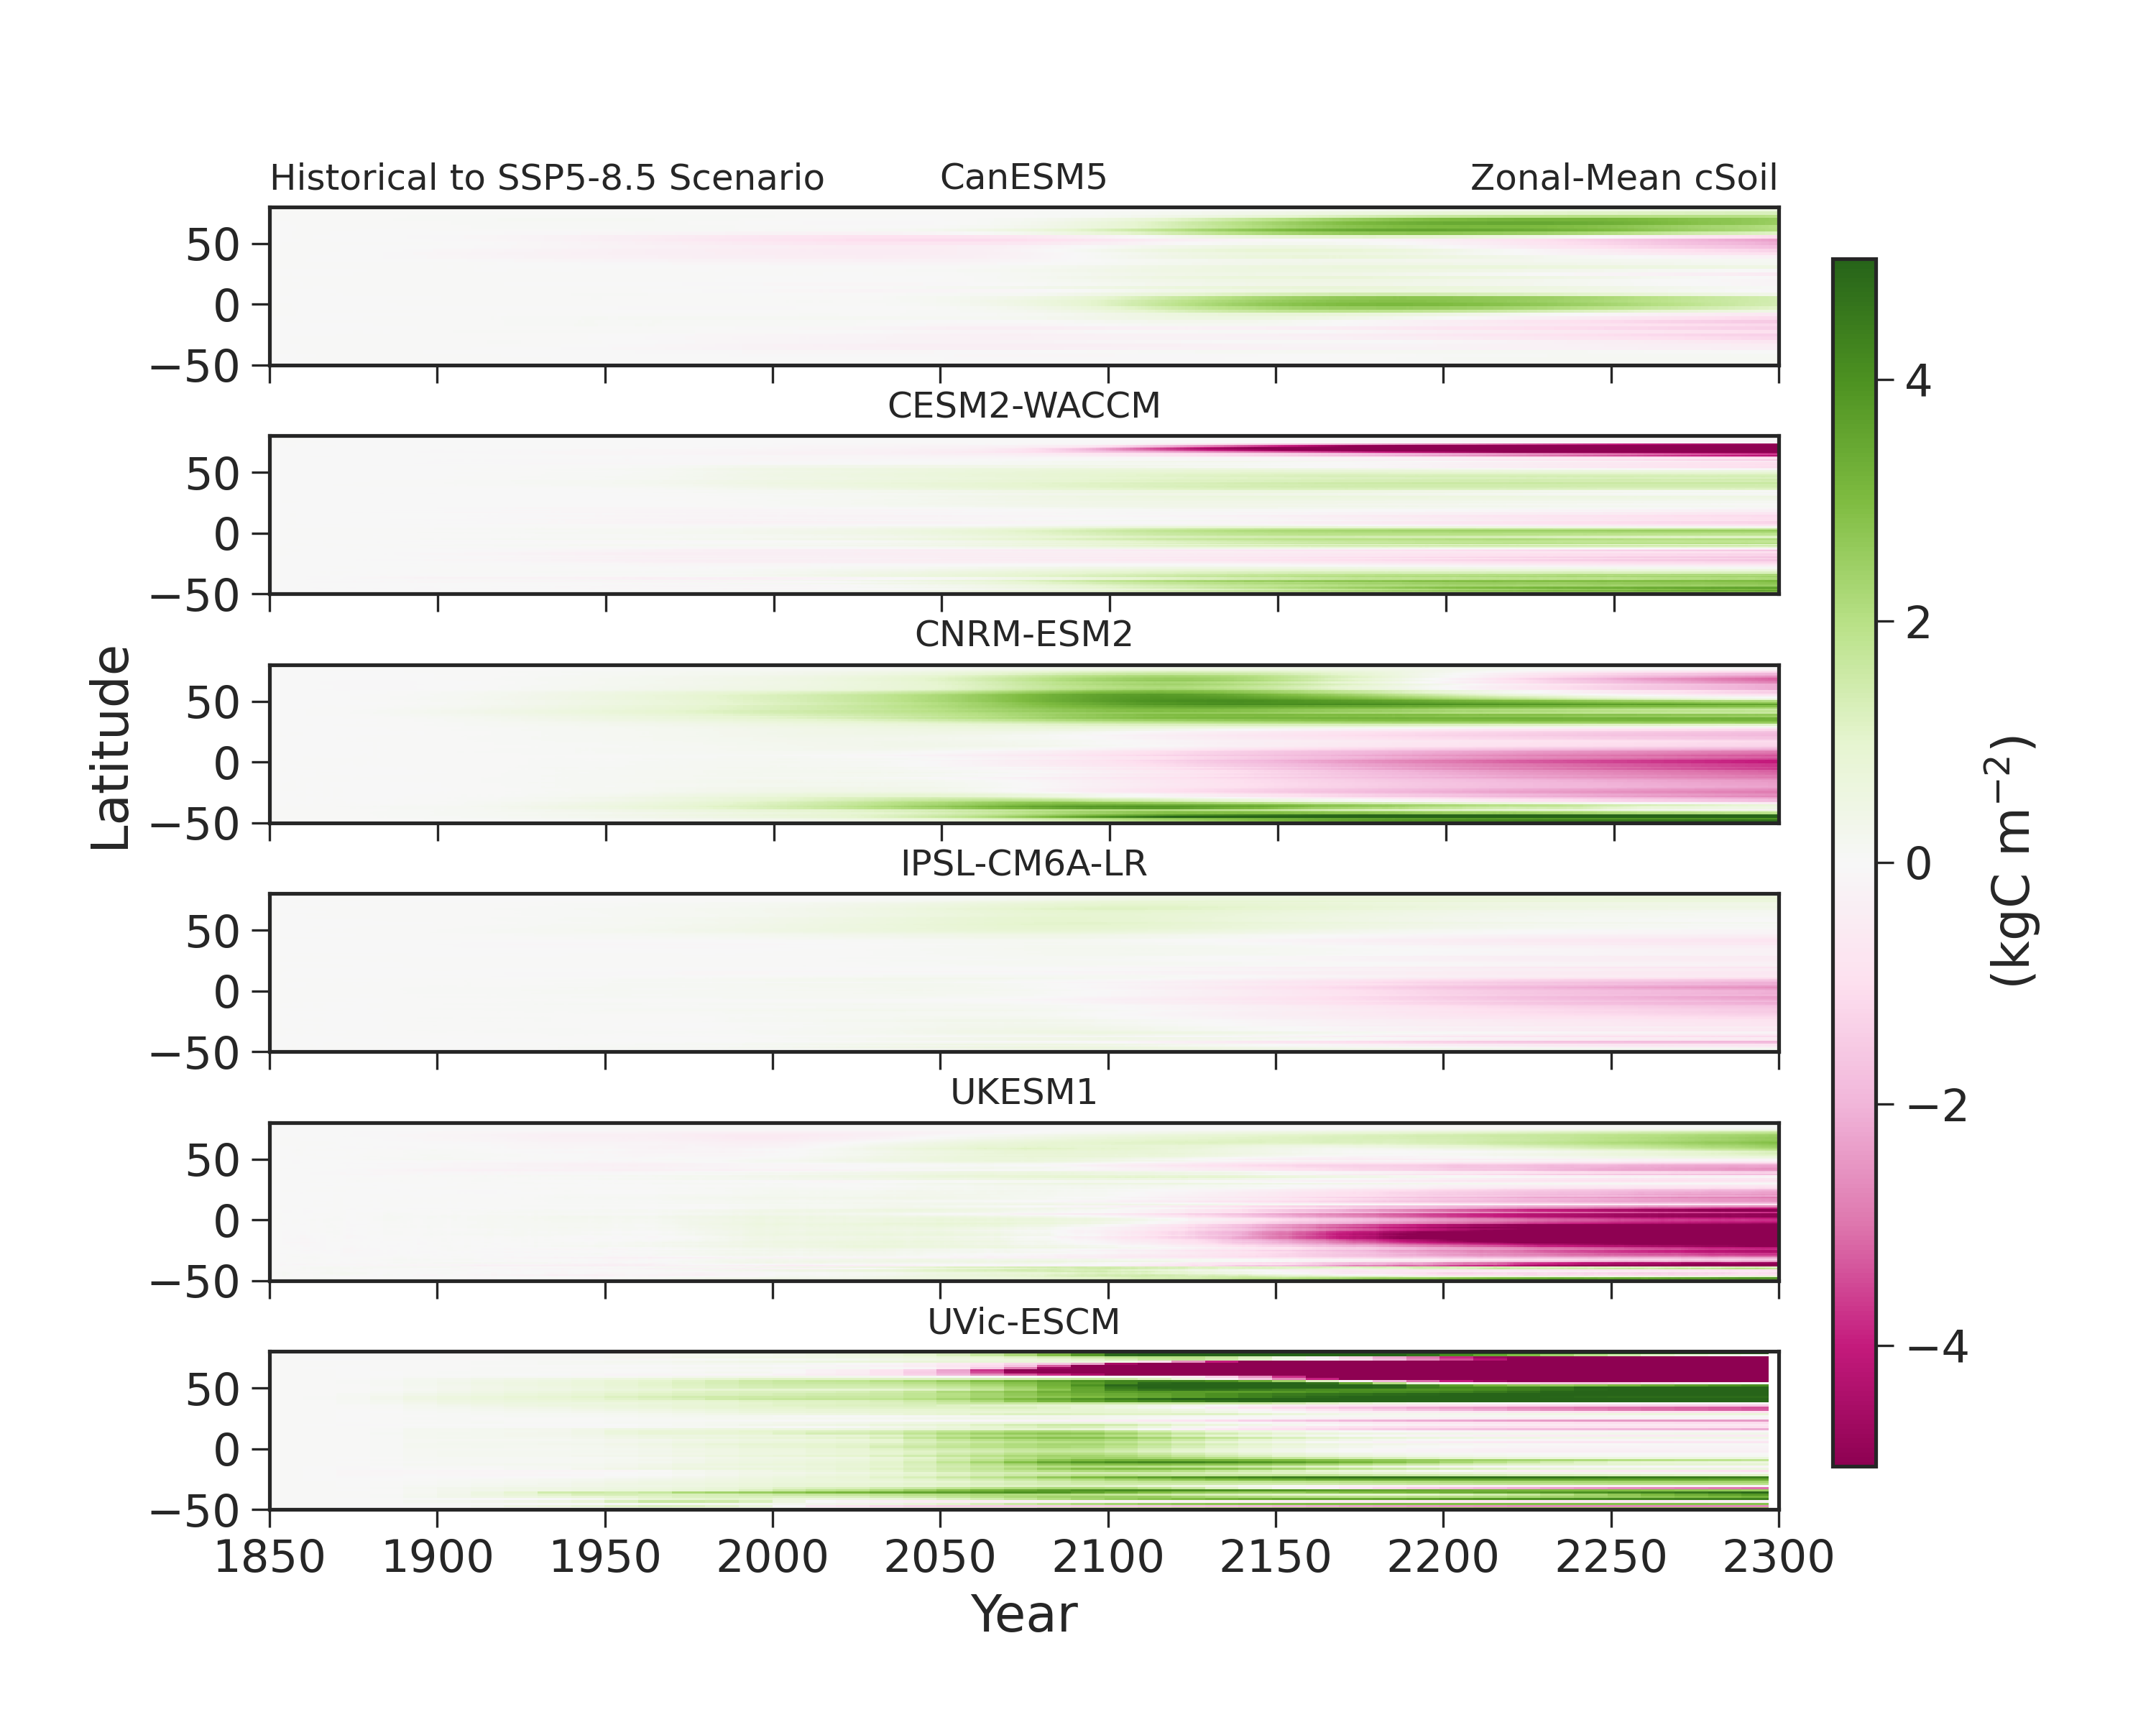 Historical to SSP5-8.5 Scenario CanESM5 Zonal-Mean cSoil
50
0
−50
CESM2-WACCM
50
0
−50
CNRM-ESM2
50
0
−50
IPSL-CM6A-LR
50
0
−50
UKESM1
50
0
−50
UVic-ESCM
50
0
−50
1850 1900 1950 2000 2050 2100 2150 2200 2250 2300
Year
Latitude
4
2
0
−2
−4
(kgC m⁻²)